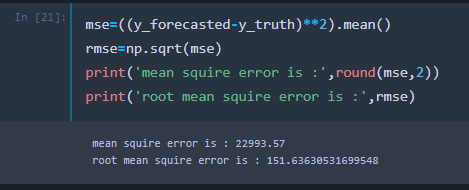 In [21]:
mse=((y_forecasted-y_truth)**2).mean()
rmse=np.sqrt(mse)
print('mean squire error is :',round(mse,2))
print('root mean squire error is :',rmse)
mean squire error is : 22993.57
root mean squire error is : 151.63630531699548